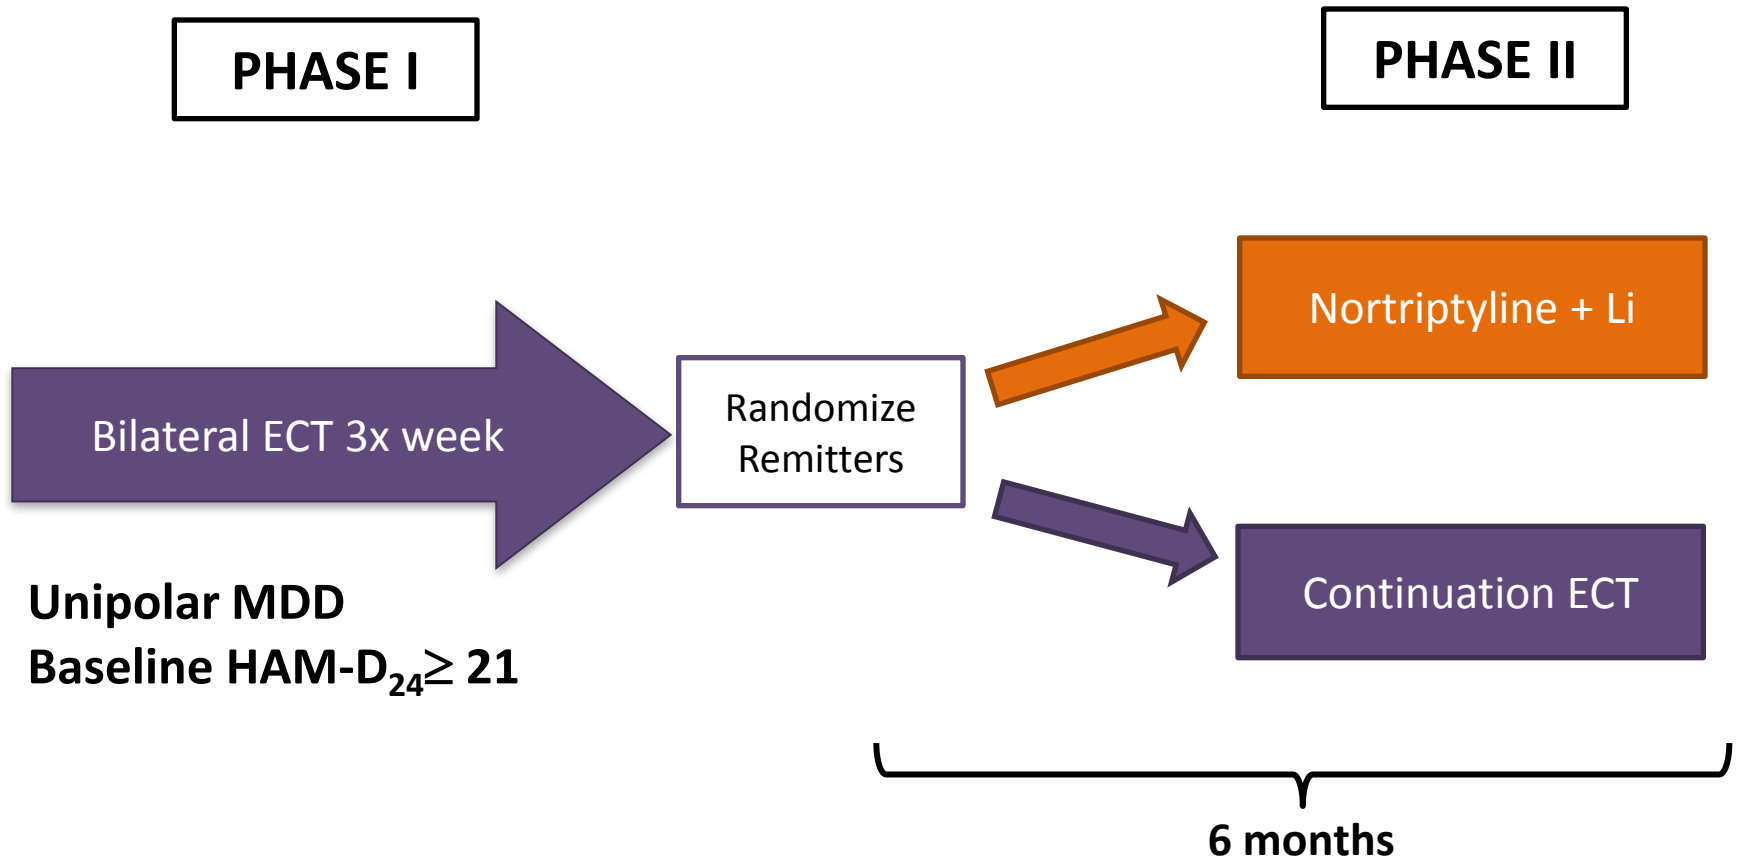 PHASE I
PHASE II
Bilateral ECT 3x week
Randomize
Remitters
Nortriptyline + Li
Continuation ECT
Unipolar MDD
Baseline HAM-D24≥ 21
6 months